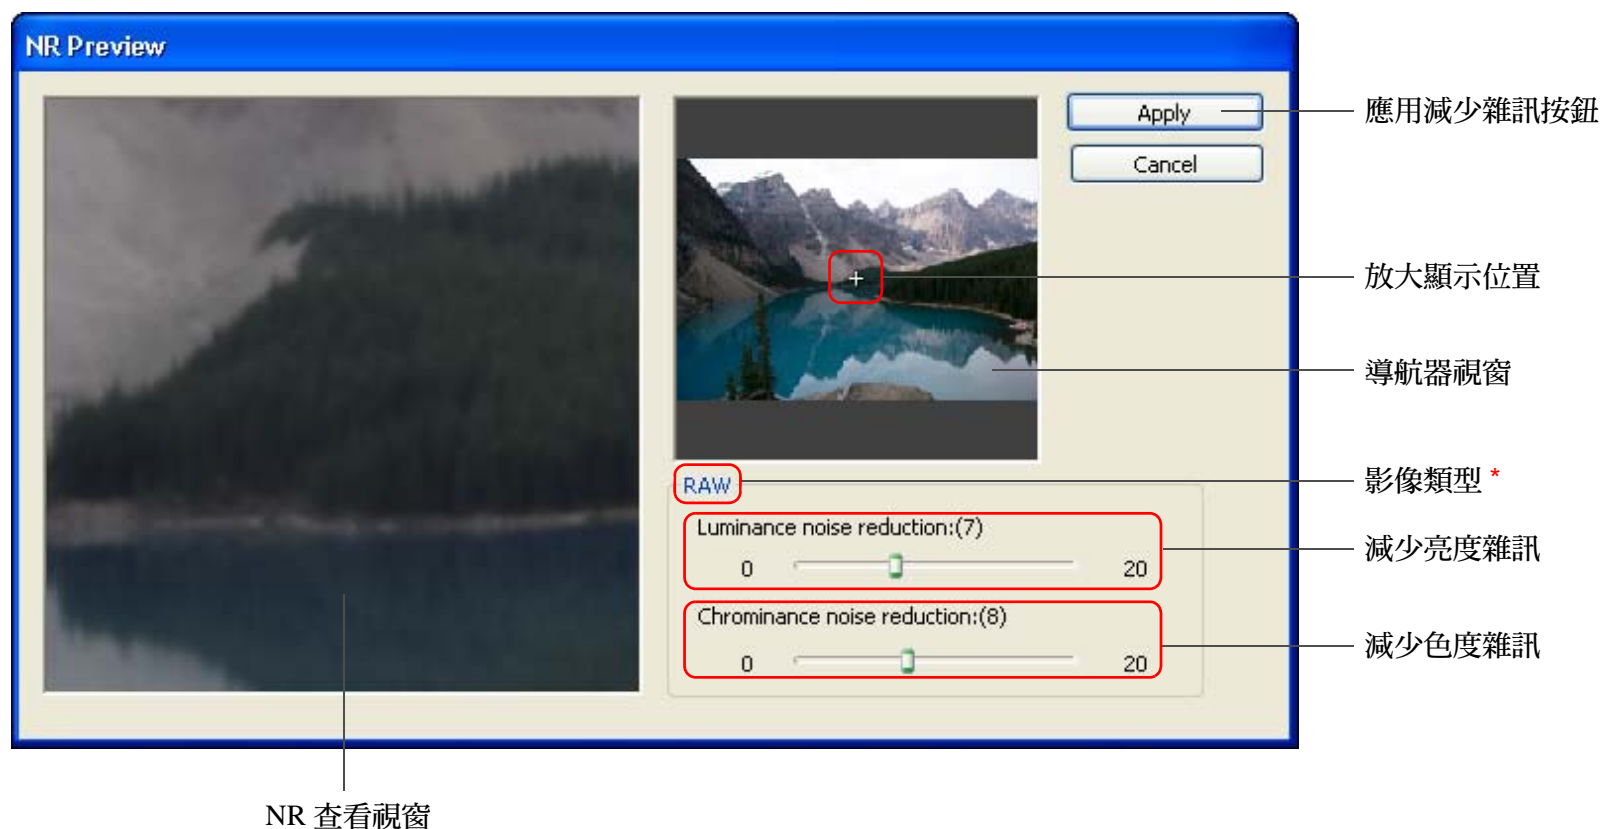 NR Preview
Apply
應用減少雜訊按鈕
Cancel
放大顯示位置
導航器視窗
RAW
影像類型 *
Luminance noise reduction:(7)
0 20
減少亮度雜訊
Chrominance noise reduction:(8)
0 20
減少色度雜訊
NR 查看視窗